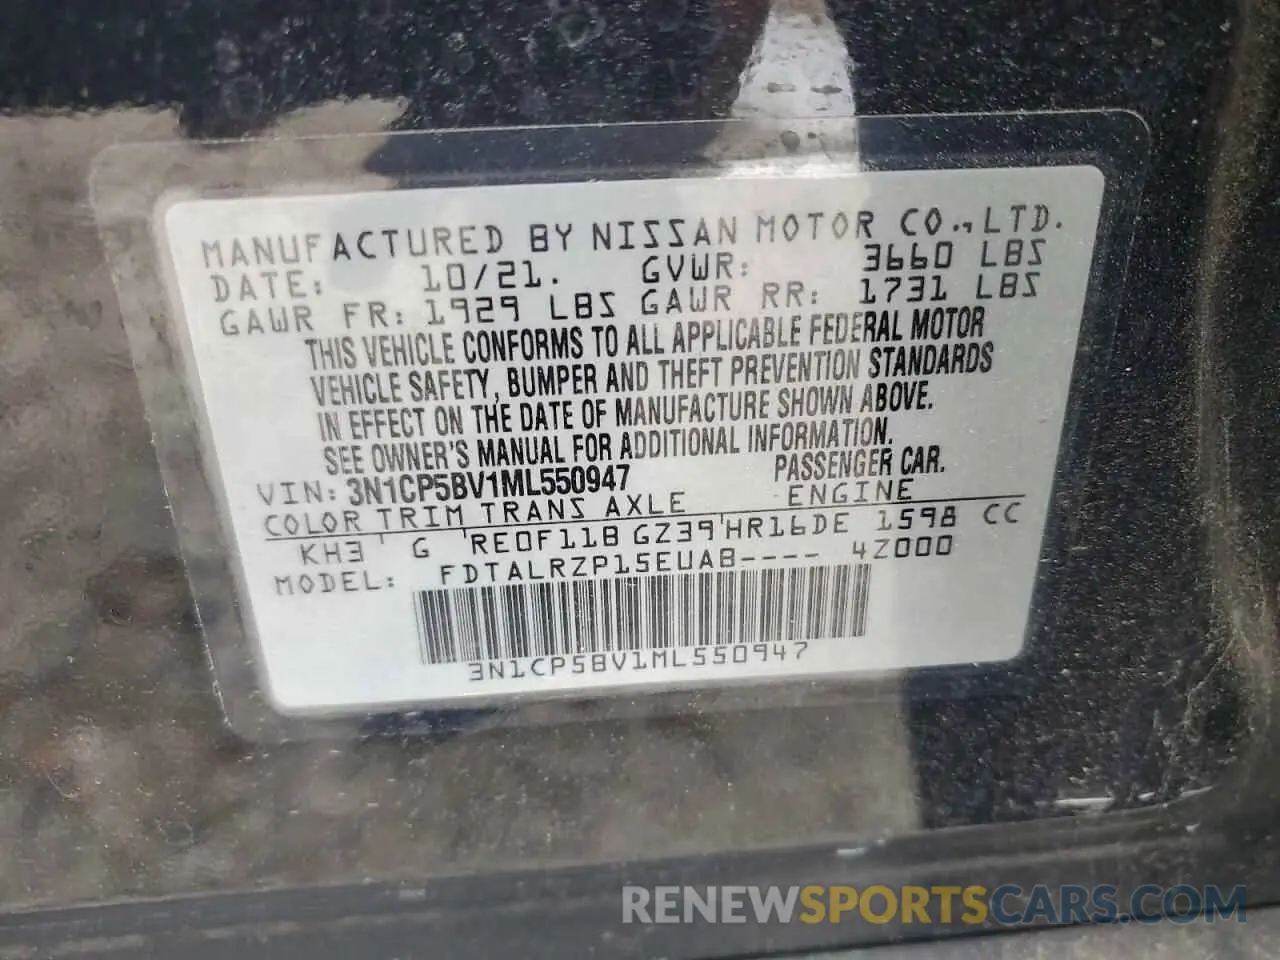 MANUFACTURED BY NISSAN MOTOR CO.,LTD.
DATE: 10/21. GVWR: 3660 LBS
GAWR FR: 1929 LBS GAWR RR: 1731 LBS
THIS VEHICLE CONFORMS TO ALL APPLICABLE FEDERAL MOTOR
VEHICLE SAFETY, BUMPER AND THEFT PREVENTION STANDARDS
IN EFFECT ON THE DATE OF MANUFACTURE SHOWN ABOVE.
SEE OWNER'S MANUAL FOR ADDITIONAL INFORMATION.
VIN: 3N1CP5BV1ML550947 PASSENGER CAR.
COLOR TRIM TRANS AXLE ENGINE
KH3 G RE0F11B GZ39 HR16DE 1598 CC
MODEL: FDTALRZP15EUAB---- 4Z000
3N1CP5BV1ML550947
RENEWSPORTSCARS.COM